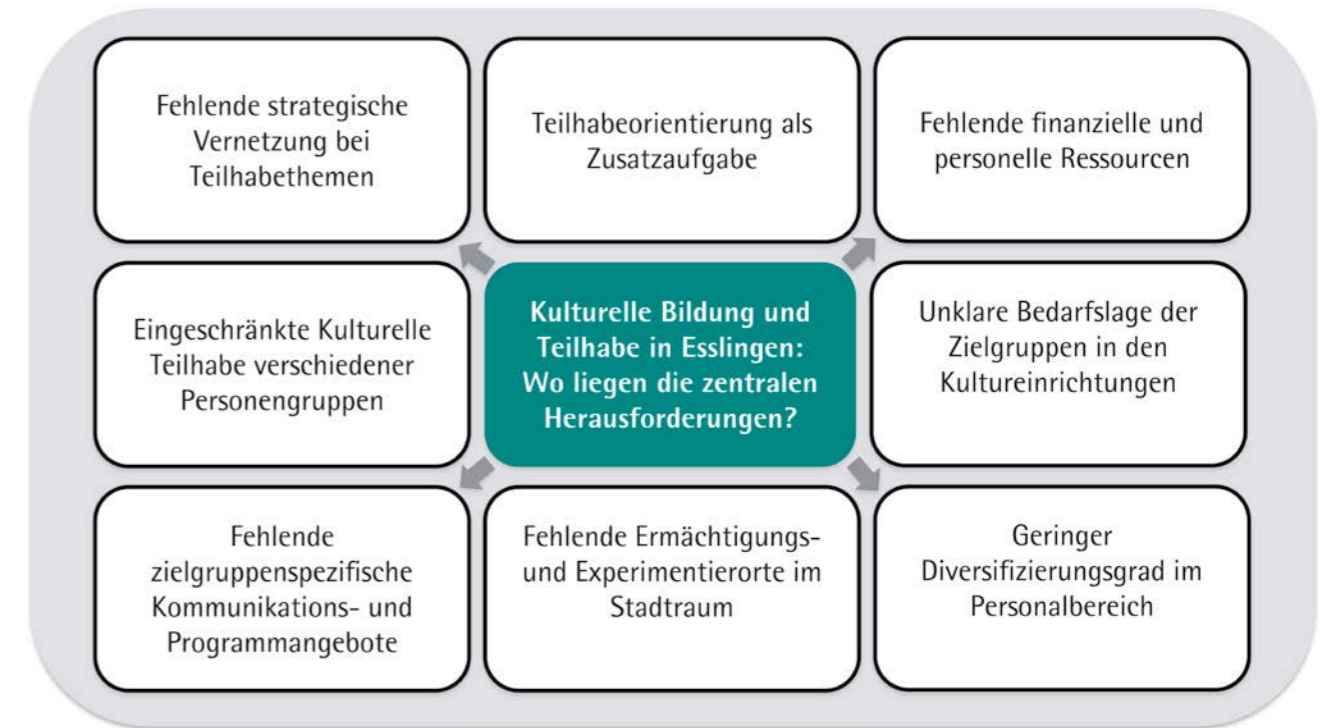 Fehlende strategische
Vernetzung bei
Teilhabethemen
Teilhabeorientierung als
Zusatzaufgabe
Fehlende finanzielle und
personelle Ressourcen
Eingeschränkte Kulturelle
Teilhabe verschiedener
Personengruppen
Kulturelle Bildung und
Teilhabe in Esslingen:
Wo liegen die zentralen
Herausforderungen?
Unklare Bedarfslage der
Zielgruppen in den
Kultureinrichtungen
Fehlende
zielgruppenspezifische
Kommunikations- und
Programmangebote
Fehlende Ermächtigungs-
und Experimentierorte im
Stadtraum
Geringer
Diversifizierungsgrad im
Personalbereich